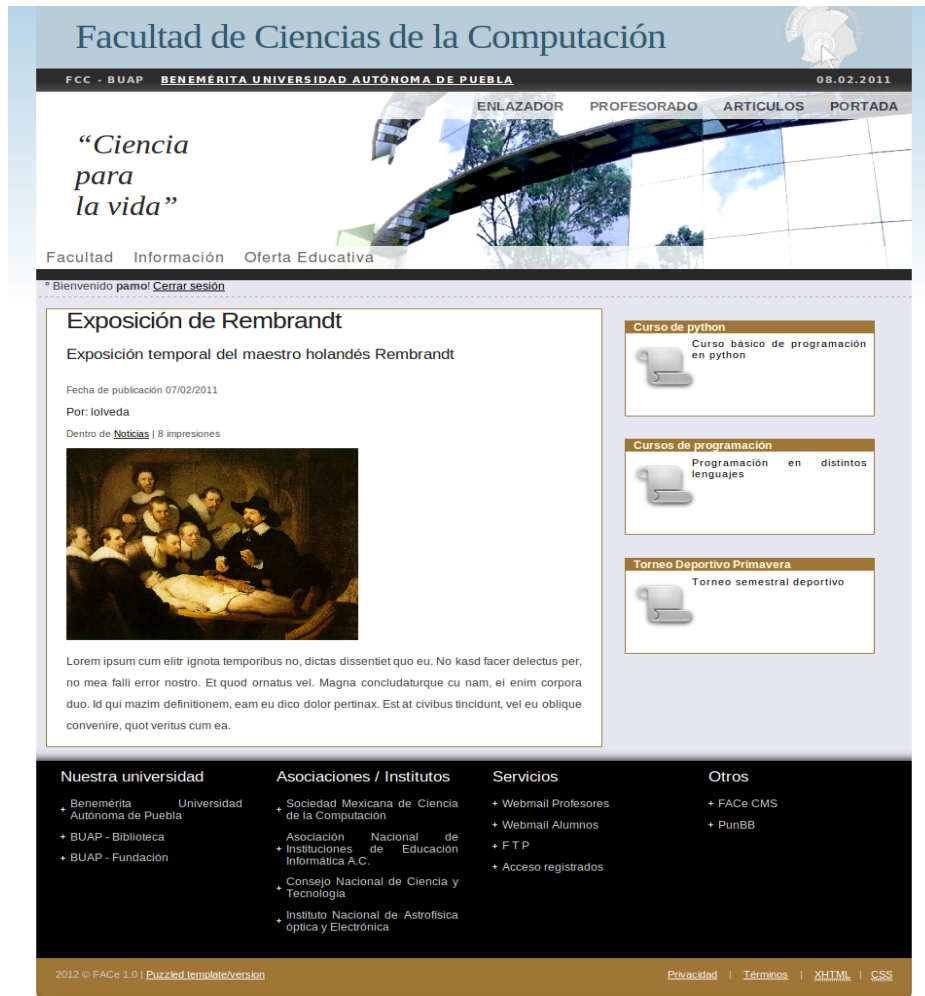 Facultad de Ciencias de la Computación
FCC - BUAP BENEMÉRITA UNIVERSIDAD AUTÓNOMA DE PUEBLA 08.02.2011
ENLAZADOR PROFESORADO ARTICULOS PORTADA
“Ciencia
para
la vida”
Facultad Información Oferta Educativa
° Bienvenido pamo! Cerrar sesión
Exposición de Rembrandt
Exposición temporal del maestro holandés Rembrandt
Fecha de publicación 07/02/2011
Por: lolveda
Dentro de Noticias | 8 impresiones
Lorem ipsum cum elitr ignota temporibus no, dictas dissentiet quo eu. No kasd facer delectus per,
no mea falli error nostro. Et quod ornatus vel. Magna concludaturque cu nam, ei enim corpora
duo. Id qui mazim definitionem, eam eu dico dolor pertinax. Est at civibus tincidunt, vel eu oblique
convenire, quot veritus cum ea.
Curso de python
Curso básico de programación
en python
Cursos de programación
Programación en distintos
lenguajes
Torneo Deportivo Primavera
Torneo semestral deportivo
Nuestra universidad
Benemérita Universidad
Autónoma de Puebla
BUAP - Biblioteca
BUAP - Fundación
Asociaciones / Institutos
Sociedad Mexicana de Ciencia
de la Computación
Asociación Nacional de
Instituciones de Educación
Informática A.C.
Consejo Nacional de Ciencia y
Tecnología
Instituto Nacional de Astrofísica
óptica y Electrónica
Servicios
Webmail Profesores
Webmail Alumnos
F T P
Acceso registrados
Otros
FACe CMS
PunBB
2012 © FACe 1.0 | Puzzled template/version
Privacidad | Términos | XHTML | CSS